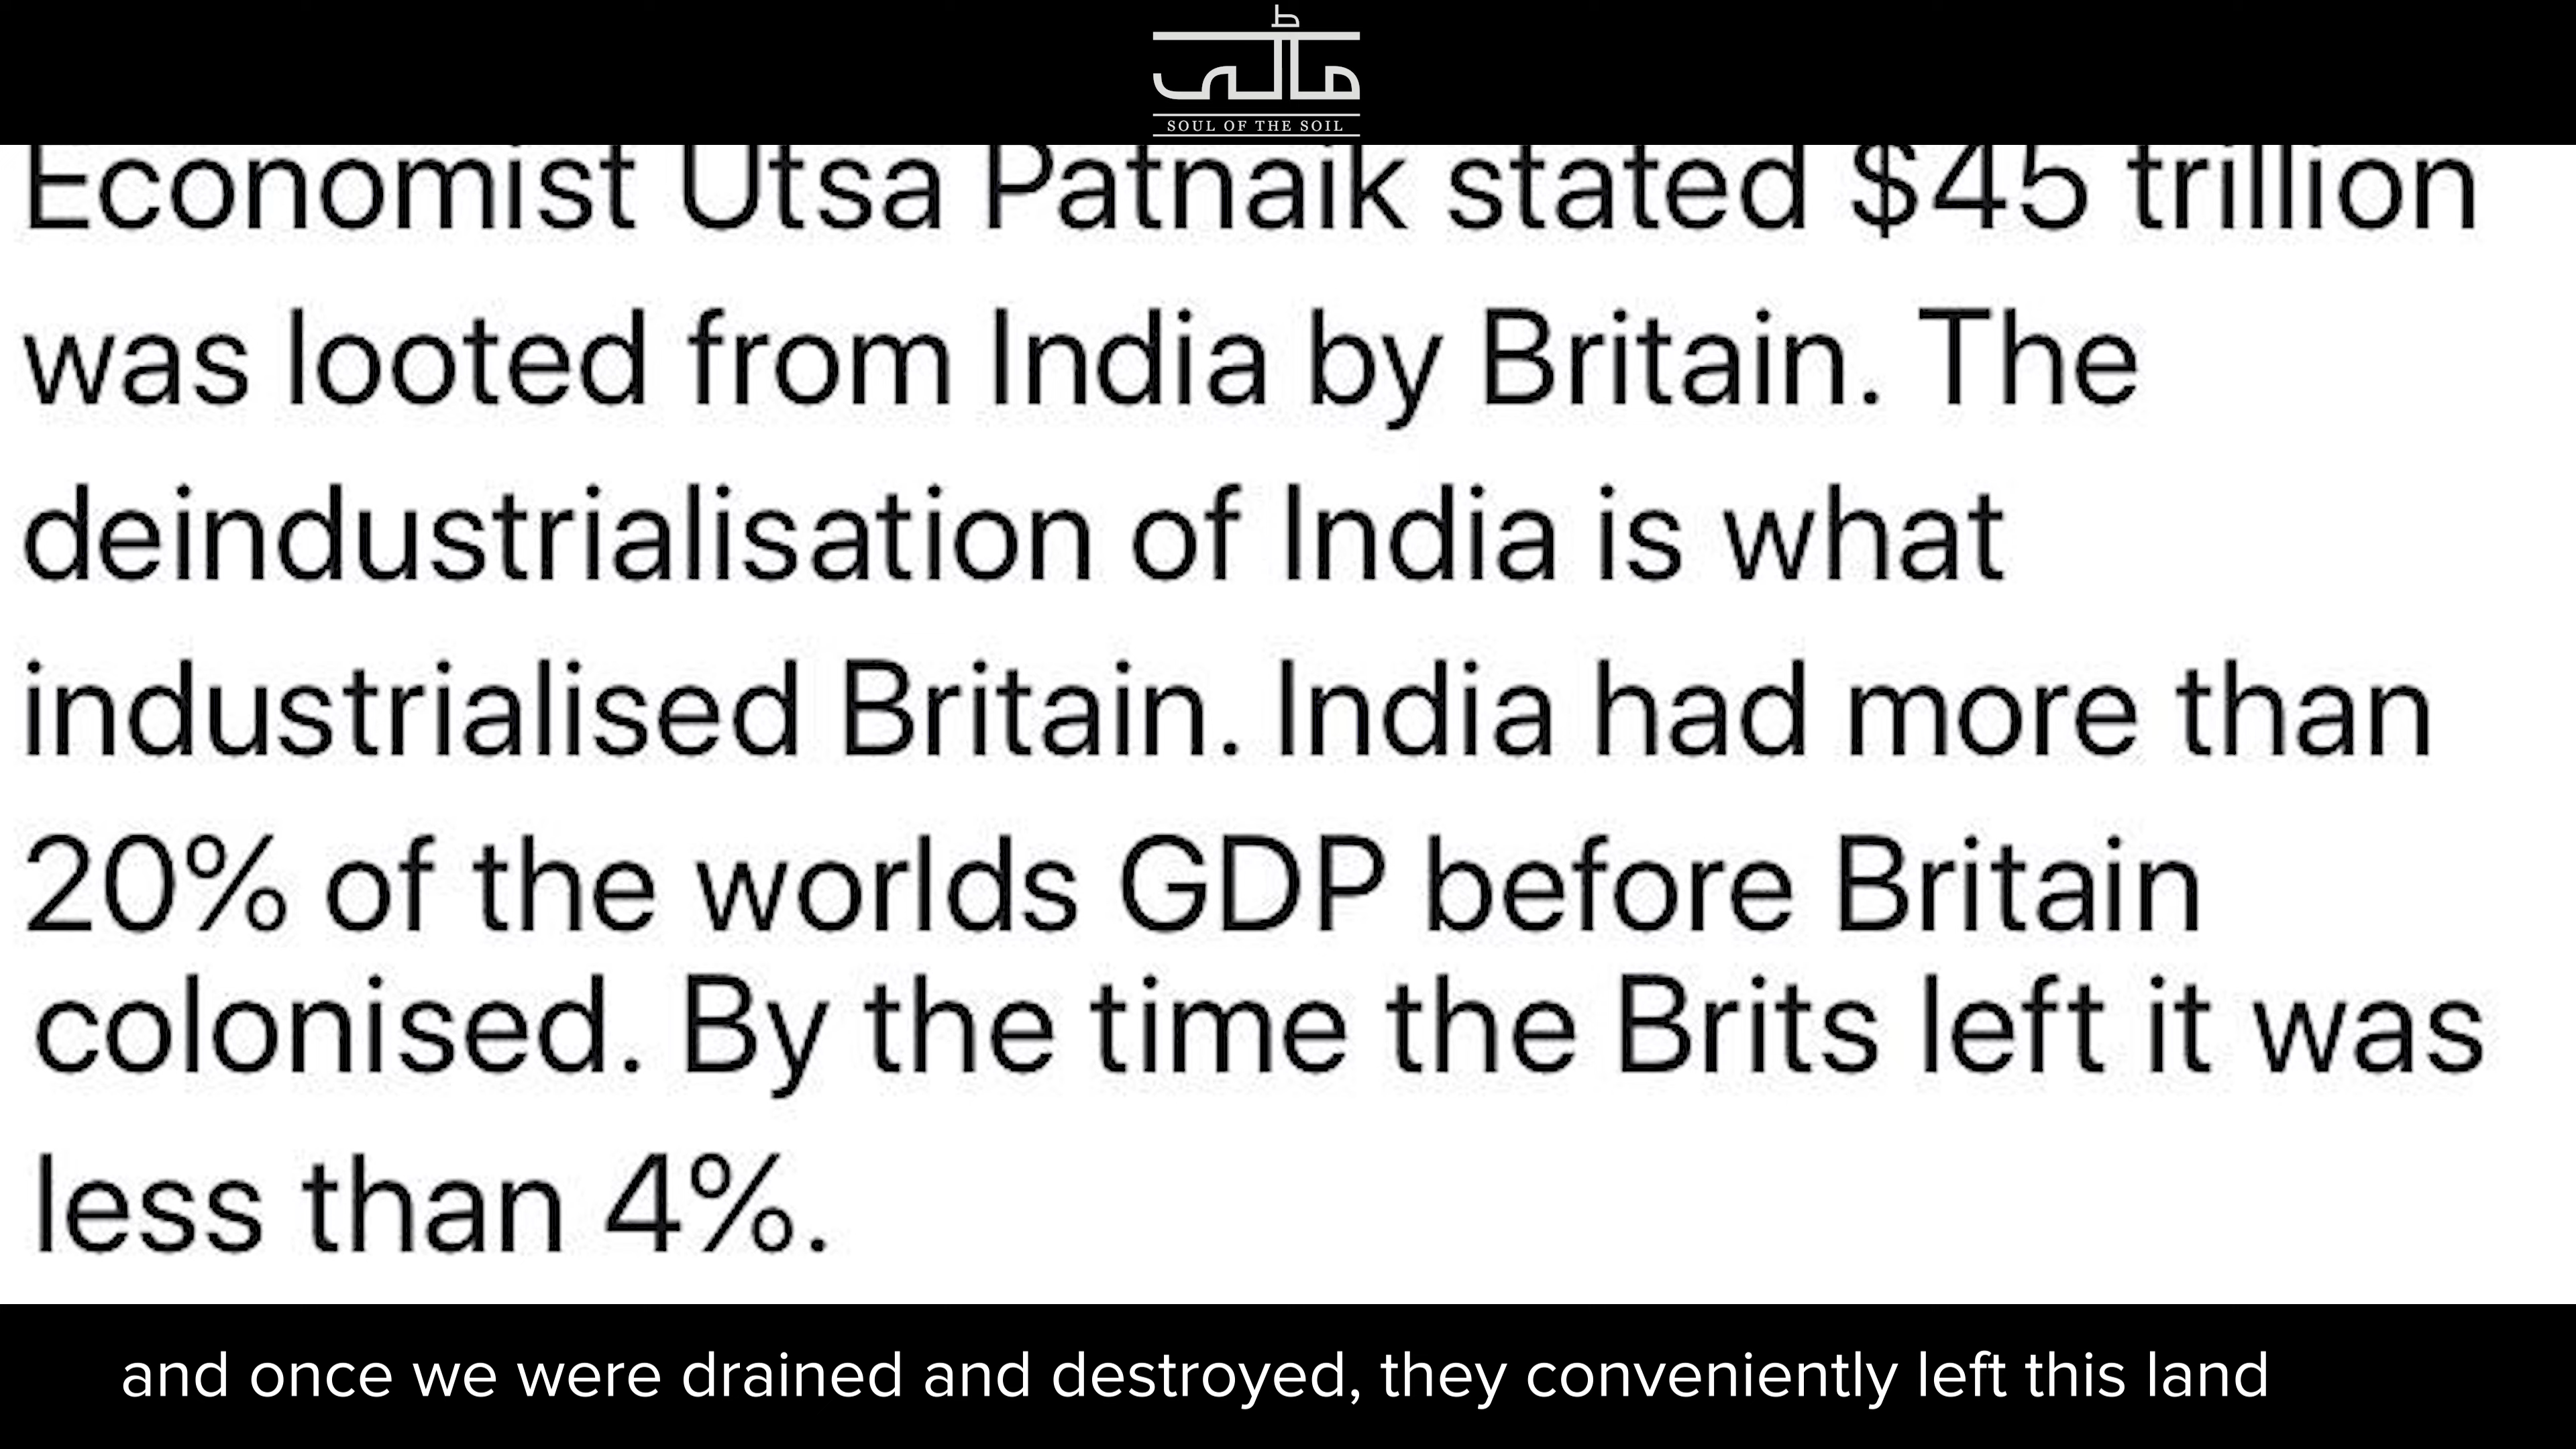 ماٹی
SOUL OF THE SOIL
Economist Utsa Patnaik stated $45 trillion
was looted from India by Britain. The
deindustrialisation of India is what
industrialised Britain. India had more than
20% of the worlds GDP before Britain
colonised. By the time the Brits left it was
less than 4%.
and once we were drained and destroyed, they conveniently left this land